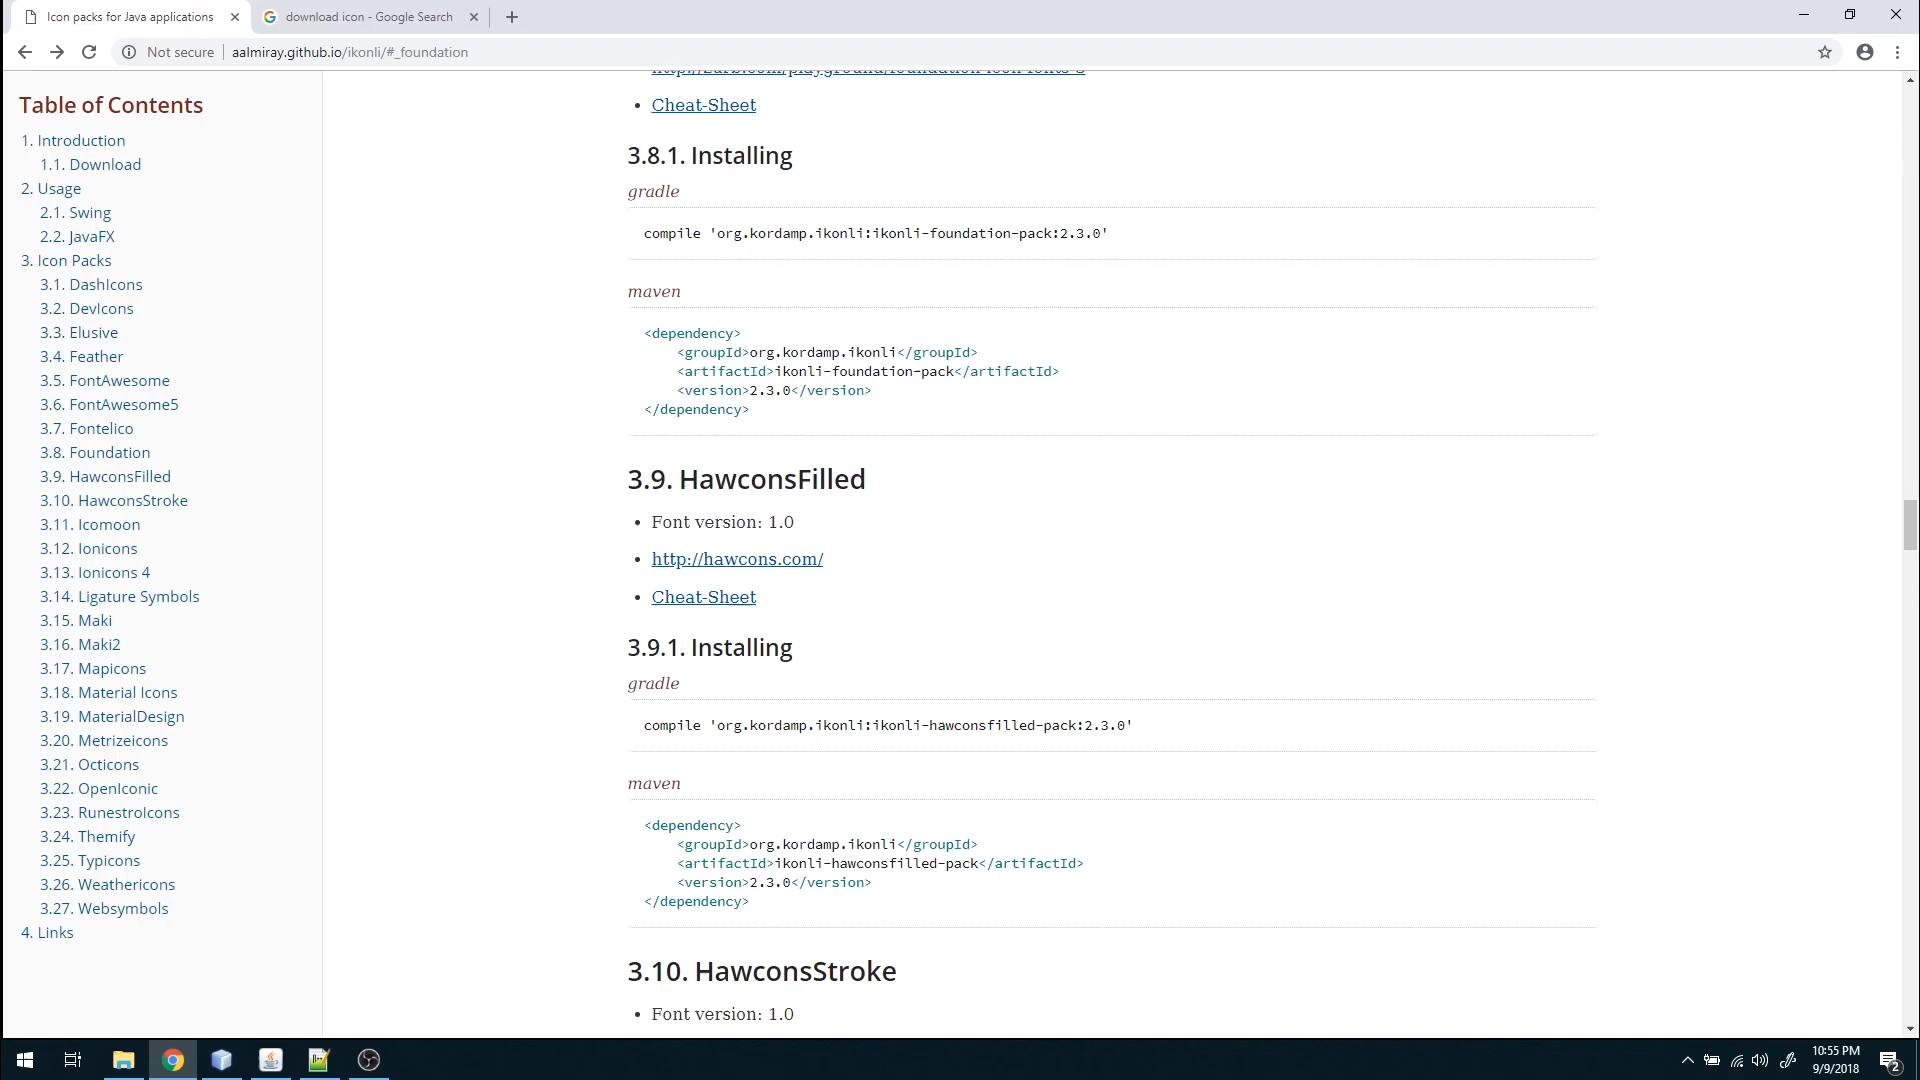 Icon packs for Java applications
download icon - Google Search
Not secure
aalmiray.github.io/ikonli/#_foundation
Table of Contents
1. Introduction
1.1. Download
2. Usage
2.1. Swing
2.2. JavaFX
3. Icon Packs
3.1. DashIcons
3.2. DevIcons
3.3. Elusive
3.4. Feather
3.5. FontAwesome
3.6. FontAwesome5
3.7. Fontelico
3.8. Foundation
3.9. HawconsFilled
3.10. HawconsStroke
3.11. Icomoon
3.12. Ionicons
3.13. Ionicons 4
3.14. Ligature Symbols
3.15. Maki
3.16. Maki2
3.17. Mapicons
3.18. Material Icons
3.19. MaterialDesign
3.20. Metrizeicons
3.21. Octicons
3.22. OpenIconic
3.23. RunestroIcons
3.24. Themify
3.25. Typicons
3.26. Weathericons
3.27. Websymbols
4. Links
http://zurb.com/playground/foundation-icon-fonts-3
• Cheat-Sheet
3.8.1. Installing
gradle
compile 'org.kordamp.ikonli:ikonli-foundation-pack:2.3.0'
maven
<dependency>
<groupId>org.kordamp.ikonli</groupId>
<artifactId>ikonli-foundation-pack</artifactId>
<version>2.3.0</version>
</dependency>
3.9. HawconsFilled
• Font version: 1.0
• http://hawcons.com/
• Cheat-Sheet
3.9.1. Installing
gradle
compile 'org.kordamp.ikonli:ikonli-hawconsfilled-pack:2.3.0'
maven
<dependency>
<groupId>org.kordamp.ikonli</groupId>
<artifactId>ikonli-hawconsfilled-pack</artifactId>
<version>2.3.0</version>
</dependency>
3.10. HawconsStroke
• Font version: 1.0
10:55 PM
9/9/2018
2